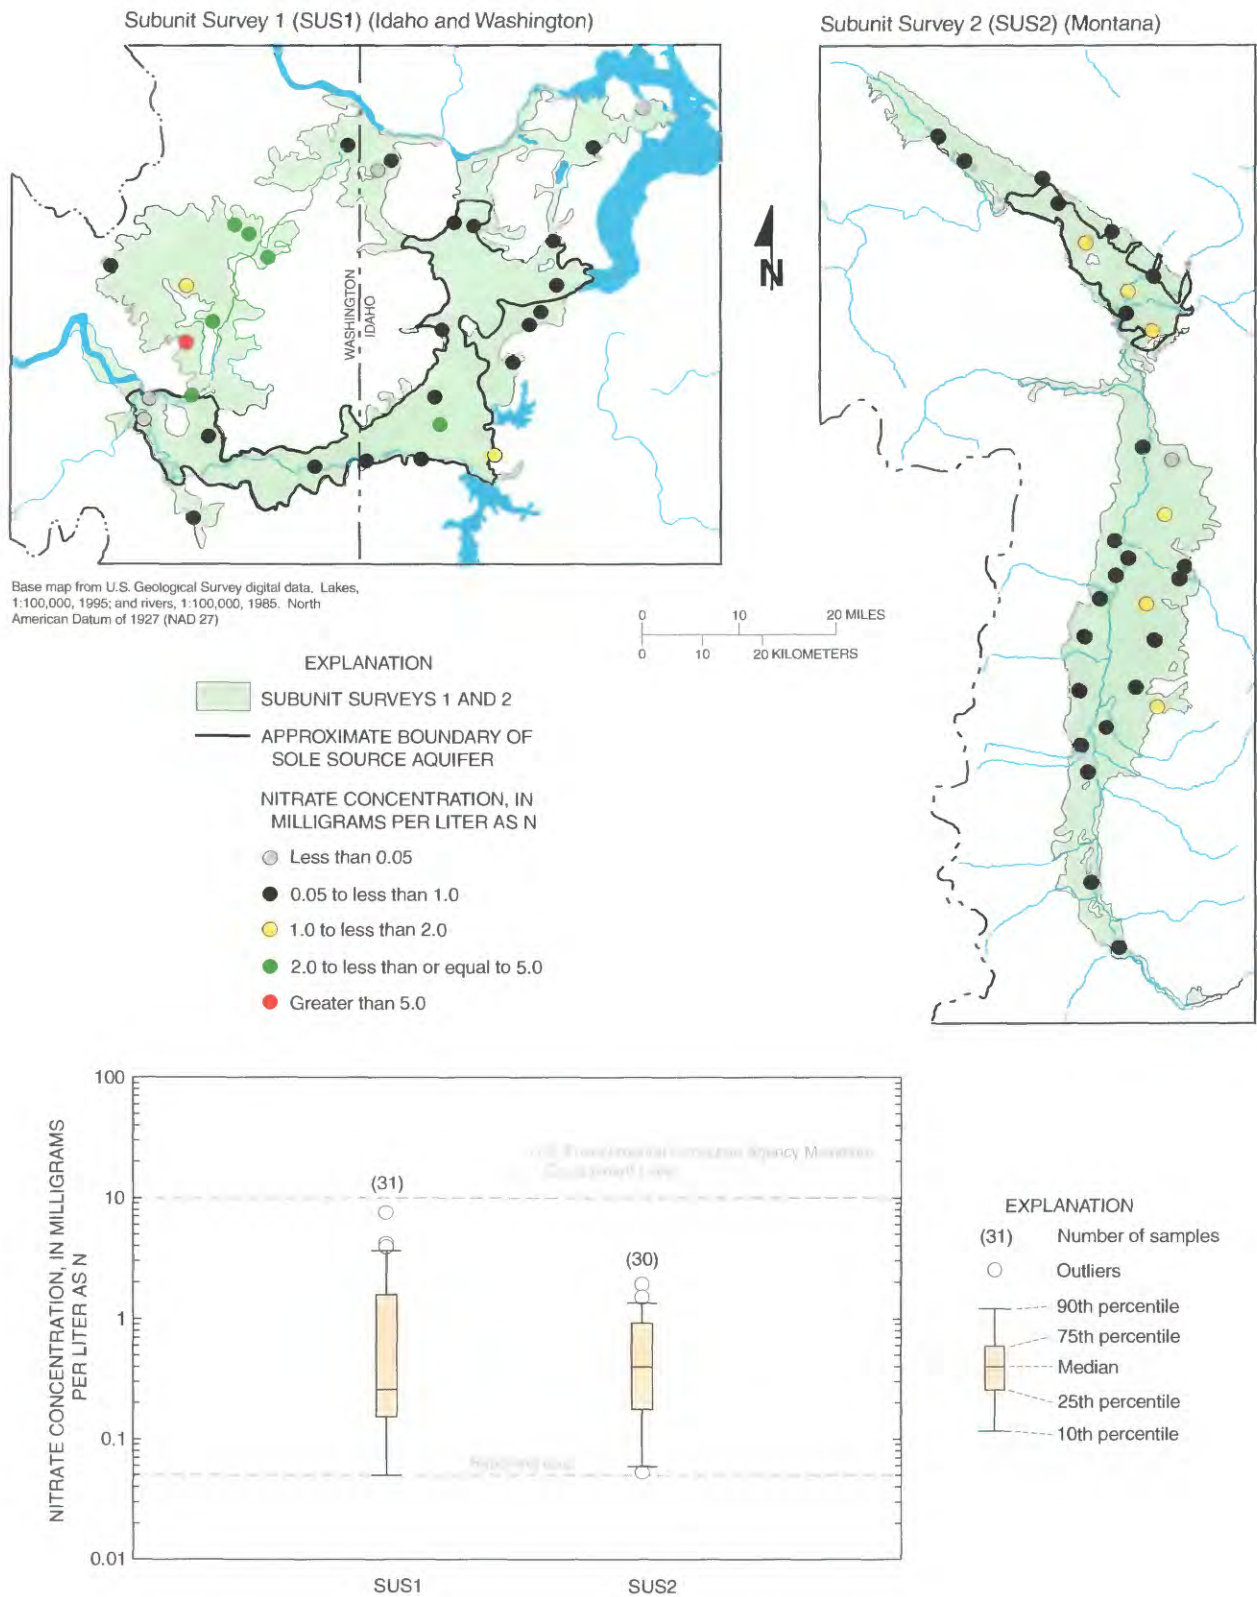 Subunit Survey 1 (SUS1) (Idaho and Washington)
Subunit Survey 2 (SUS2) (Montana)
WASHINGTON
IDAHO
N
Base map from U.S. Geological Survey digital data. Lakes,
1:100,000, 1995; and rivers, 1:100,000, 1985. North
American Datum of 1927 (NAD 27)
0 10 20 MILES
0 10 20 KILOMETERS
EXPLANATION
SUBUNIT SURVEYS 1 AND 2
APPROXIMATE BOUNDARY OF
SOLE SOURCE AQUIFER
NITRATE CONCENTRATION, IN
MILLIGRAMS PER LITER AS N
Less than 0.05
0.05 to less than 1.0
1.0 to less than 2.0
2.0 to less than or equal to 5.0
Greater than 5.0
NITRATE CONCENTRATION, IN MILLIGRAMS
PER LITER AS N
100
10
1
0.1
0.01
Agency
(31)
(30)
SUS1
SUS2
EXPLANATION
(31) Number of samples
Outliers
90th percentile
75th percentile
Median
25th percentile
10th percentile